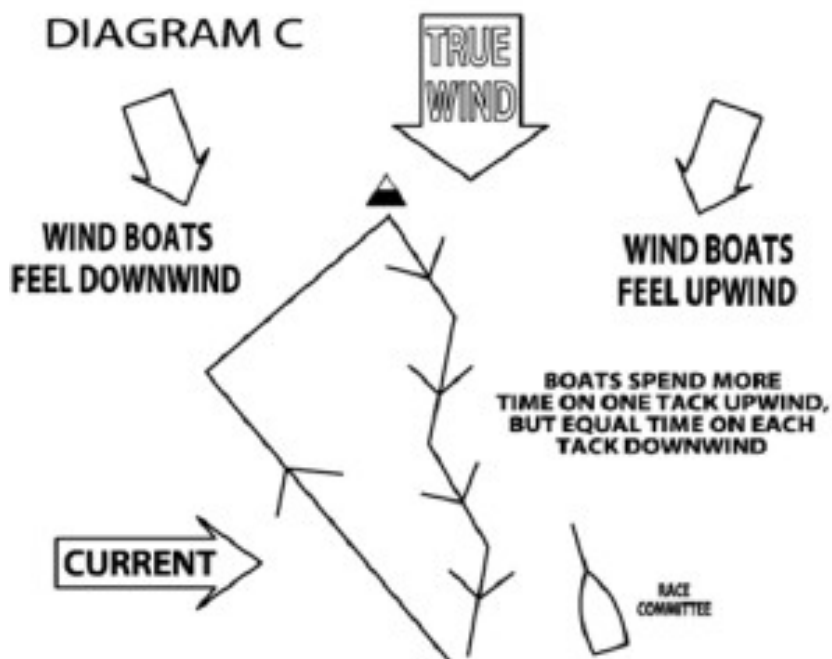 DIAGRAM C
TRUE
WIND
WIND BOATS
FEEL DOWNWIND
WIND BOATS
FEEL UPWIND
BOATS SPEND MORE
TIME ON ONE TACK UPWIND,
BUT EQUAL TIME ON EACH
TACK DOWNWIND
CURRENT
RACE
COMMITTEE